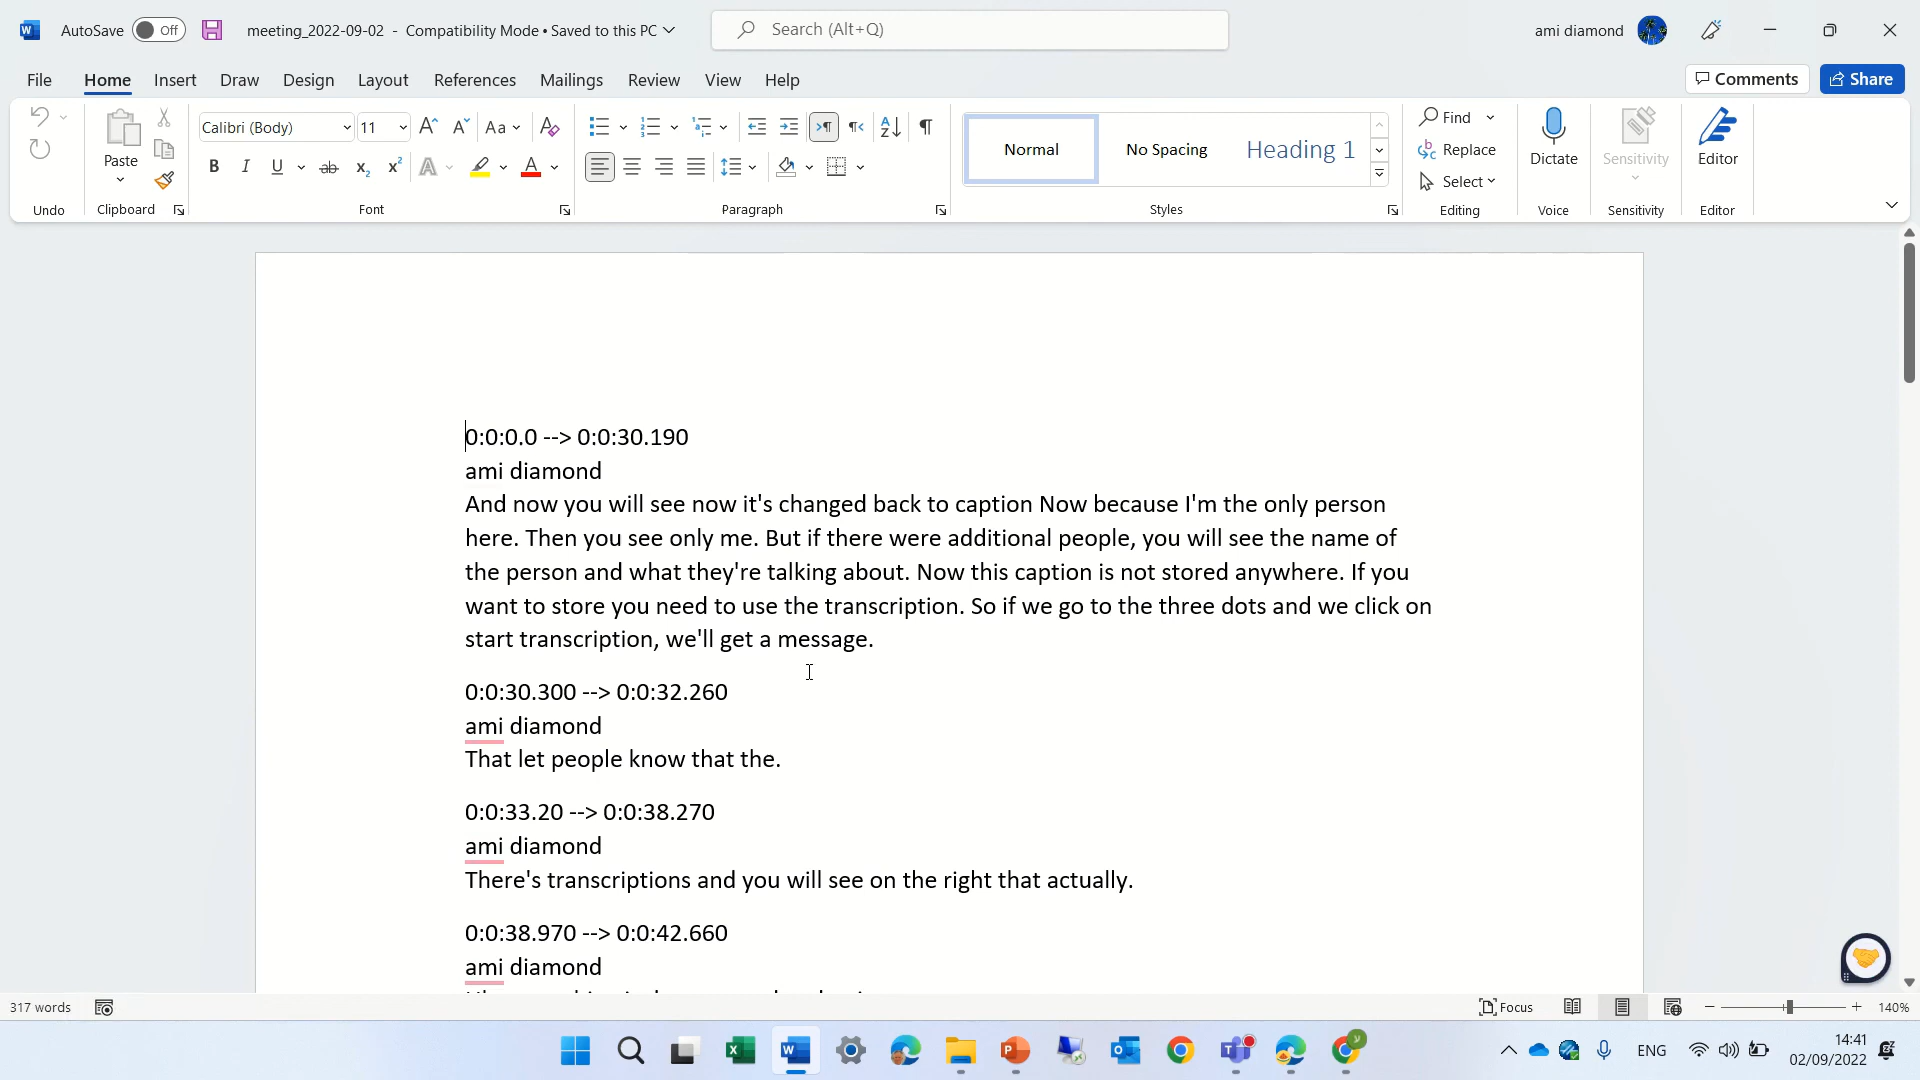 AutoSave Off meeting_2022-09-02 - Compatibility Mode • Saved to this PC Search (Alt+Q) ami diamond
File Home Insert Draw Design Layout References Mailings Review View Help Comments Share
Calibri (Body) 11 Aa
Paste
Normal No Spacing Heading 1
Find
Replace
Select
Dictate Sensitivity Editor
Undo Clipboard Font Paragraph Styles Editing Voice Sensitivity Editor
0:0:0.0 --> 0:0:30.190
ami diamond
And now you will see now it's changed back to caption Now because I'm the only person
here. Then you see only me. But if there were additional people, you will see the name of
the person and what they're talking about. Now this caption is not stored anywhere. If you
want to store you need to use the transcription. So if we go to the three dots and we click on
start transcription, we'll get a message.
0:0:30.300 --> 0:0:32.260
ami diamond
That let people know that the.
0:0:33.20 --> 0:0:38.270
ami diamond
There's transcriptions and you will see on the right that actually.
0:0:38.970 --> 0:0:42.660
ami diamond
317 words Focus 140%
ENG 14:41
02/09/2022